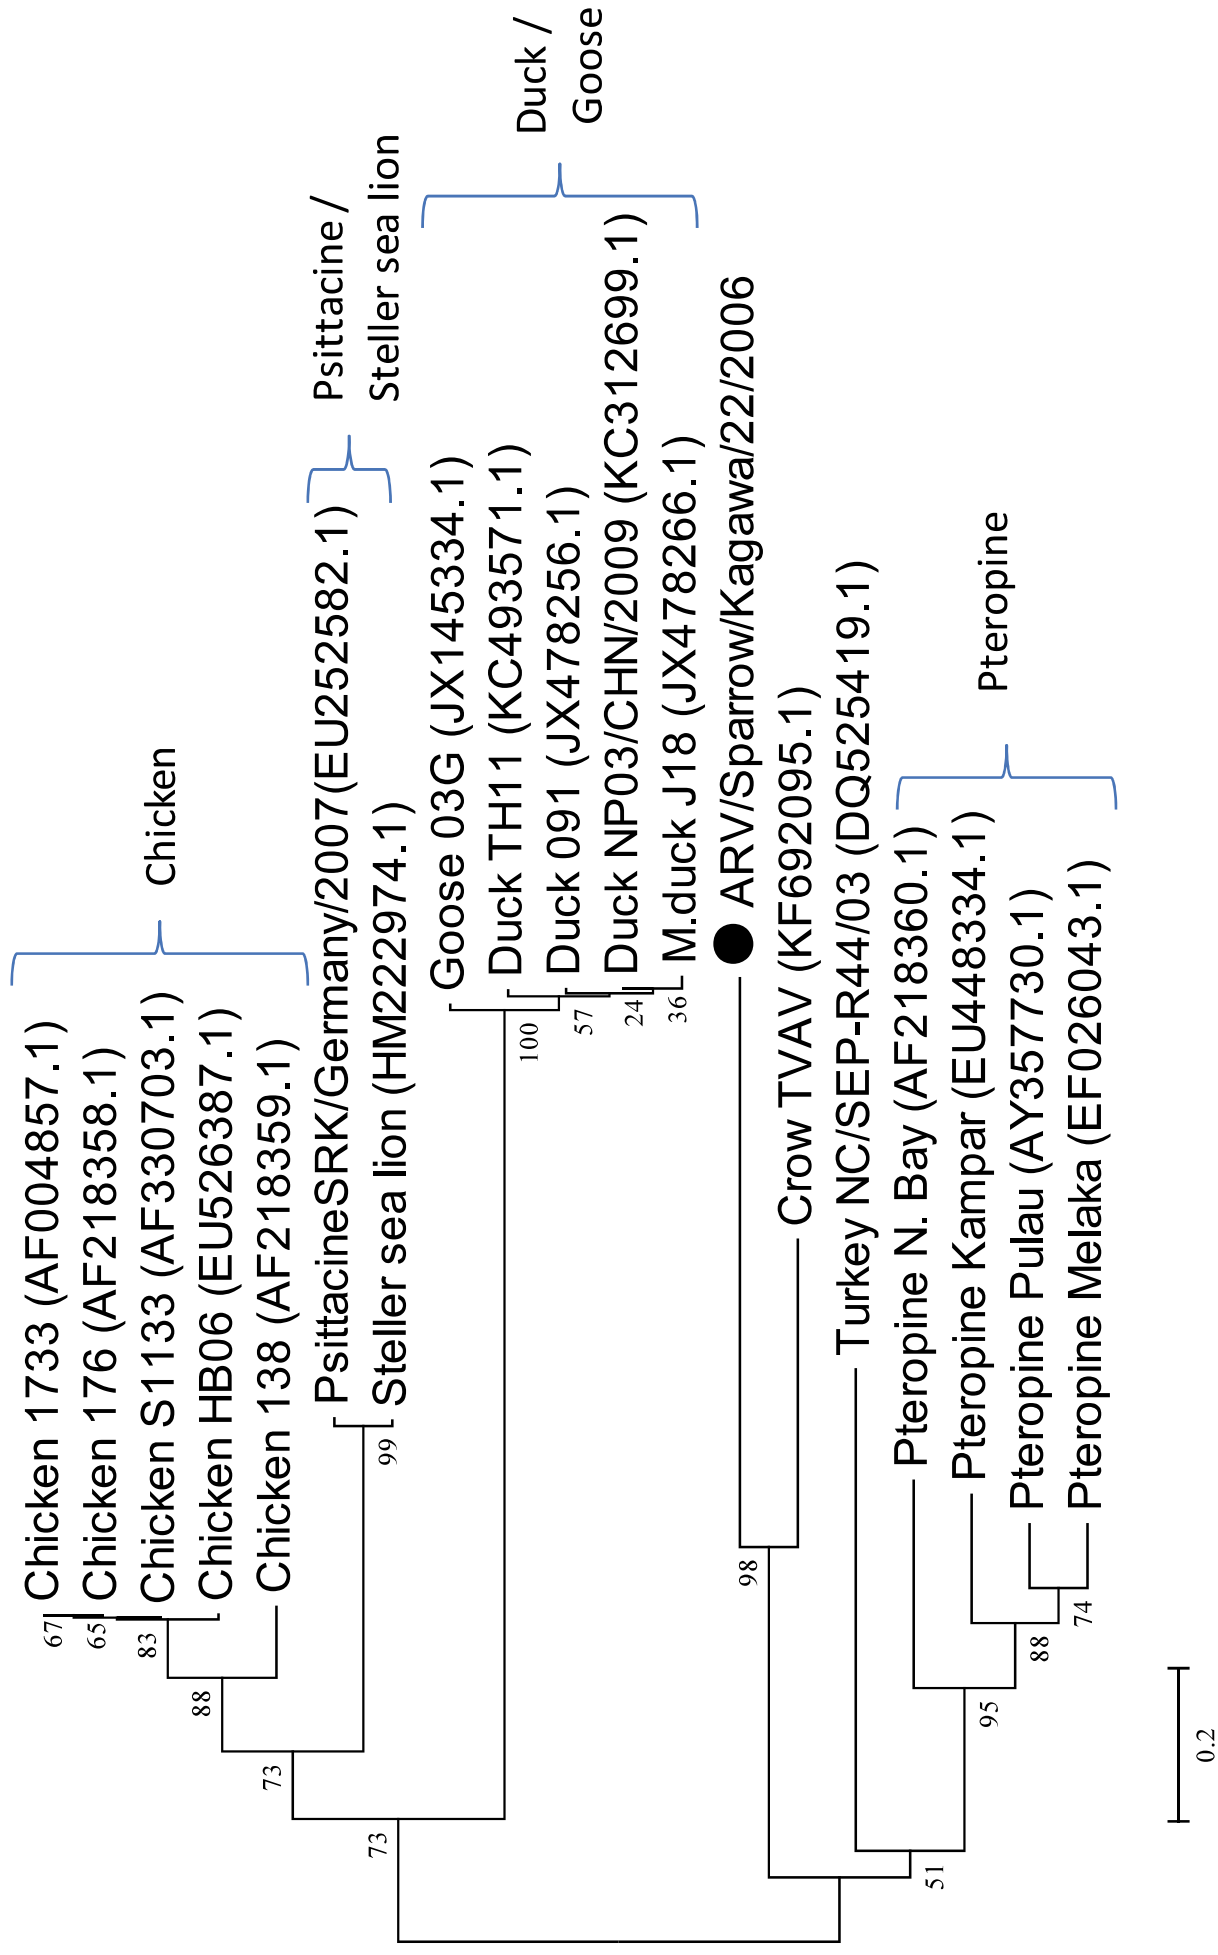 Chicken 1733 (AF004857.1)
Chicken 176 (AF218358.1)
Chicken S1133 (AF330703.1)
Chicken HB06 (EU526387.1)
Chicken 138 (AF218359.1)
Chicken
PsittacineSRK/Germany/2007(EU252582.1)
Steller sea lion (HM222974.1)
Psittacine /
Steller sea lion
Goose 03G (JX145334.1)
Duck TH11 (KC493571.1)
Duck 091 (JX478256.1)
Duck NP03/CHN/2009 (KC312699.1)
M.duck J18 (JX478266.1)
Duck /
Goose
ARV/Sparrow/Kagawa/22/2006
Crow TVAV (KF692095.1)
Turkey NC/SEP-R44/03 (DQ525419.1)
Pteropine N. Bay (AF218360.1)
Pteropine Kampar (EU448334.1)
Pteropine Pulau (AY357730.1)
Pteropine Melaka (EF026043.1)
Pteropine
67
65
83
88
73
99
73
100
57
24
36
98
51
95
88
74
0.2